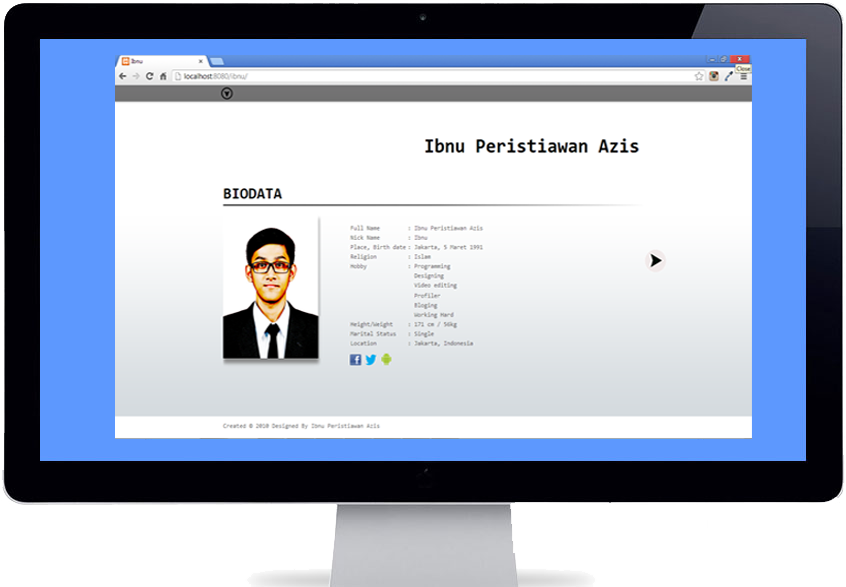 Ibnu
Close
localhost:8080/ibnu/
Ibnu Peristiawan Azis
BIODATA
Full Name : Ibnu Peristiawan Azis
Nick Name : Ibnu
Place, Birth date : Jakarta, 5 Maret 1991
Religion : Islam
Hobby : Programming
Designing
Video editing
Profiler
Bloging
Working Hard
Height/Weight : 171 cm / 56kg
Marital Status : Single
Location : Jakarta, Indonesia
Created © 2010 Designed By Ibnu Peristiawan Azis